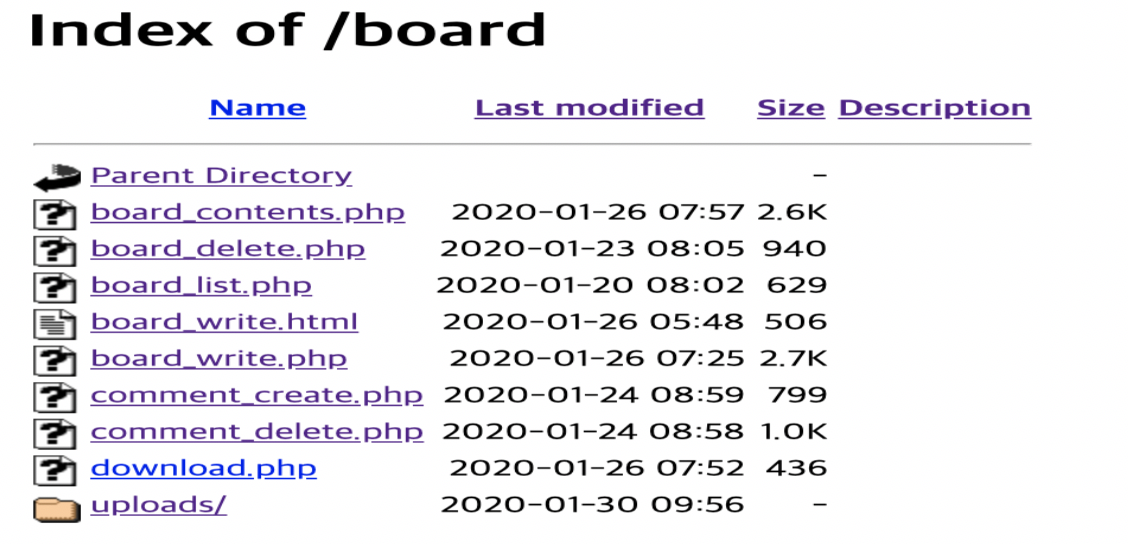 Index of /board
Name Last modified Size Description
Parent Directory -
board_contents.php 2020-01-26 07:57 2.6K
board_delete.php 2020-01-23 08:05 940
board_list.php 2020-01-20 08:02 629
board_write.html 2020-01-26 05:48 506
board_write.php 2020-01-26 07:25 2.7K
comment_create.php 2020-01-24 08:59 799
comment_delete.php 2020-01-24 08:58 1.0K
download.php 2020-01-26 07:52 436
uploads/ 2020-01-30 09:56 -